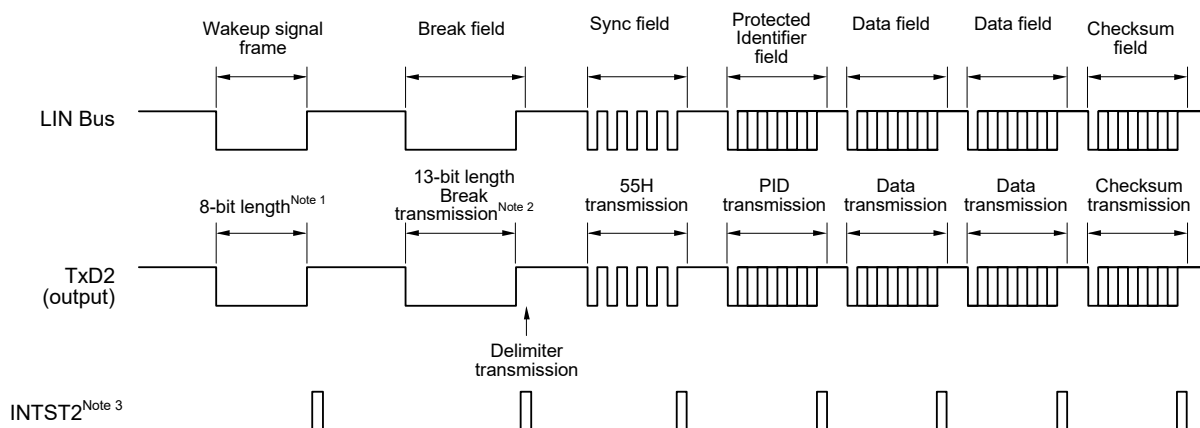 Wakeup signal
frame
Break field
Sync field
Protected
Identifier
field
Data field
Data field
Checksum
field
LIN Bus
8-bit length Note 1
13-bit length
Break
transmission Note 2
55H
transmission
PID
transmission
Data
transmission
Data
transmission
Checksum
transmission
TxD2
(output)
Delimiter
transmission
INTST2 Note 3